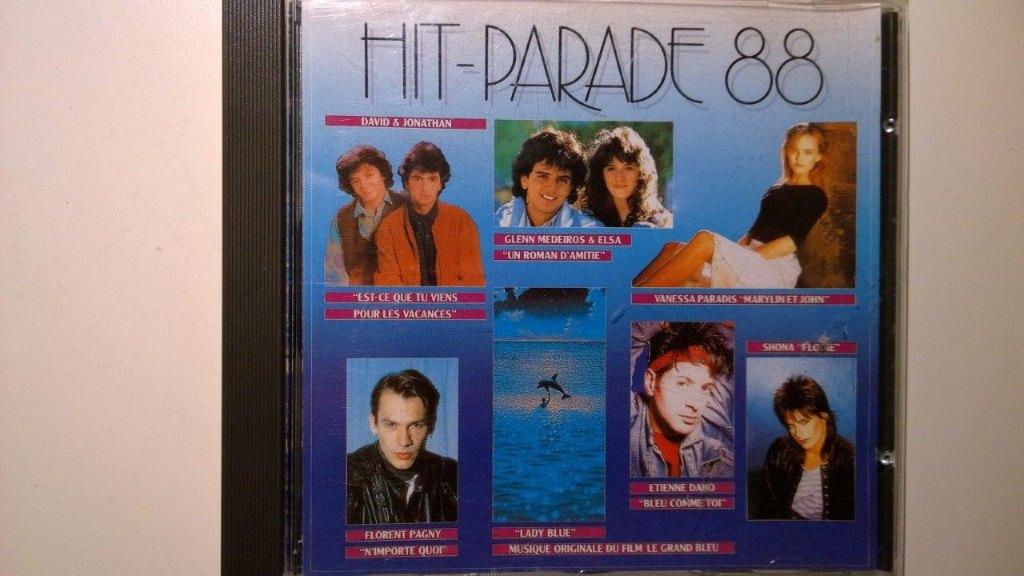 HIT-PARADE 88
DAVID & JONATHAN
"EST-CE QUE TU VIENS
POUR LES VACANCES"
GLENN MEDEIROS & ELSA
"UN ROMAN D'AMITIE"
VANESSA PARADIS "MARYLIN ET JOHN"
FLORENT PAGNY
"N'IMPORTE QUOI"
"LADY BLUE"
MUSIQUE ORIGINALE DU FILM LE GRAND BLEU
ETIENNE DAHO
"BLEU COMME TOI"
SHONA